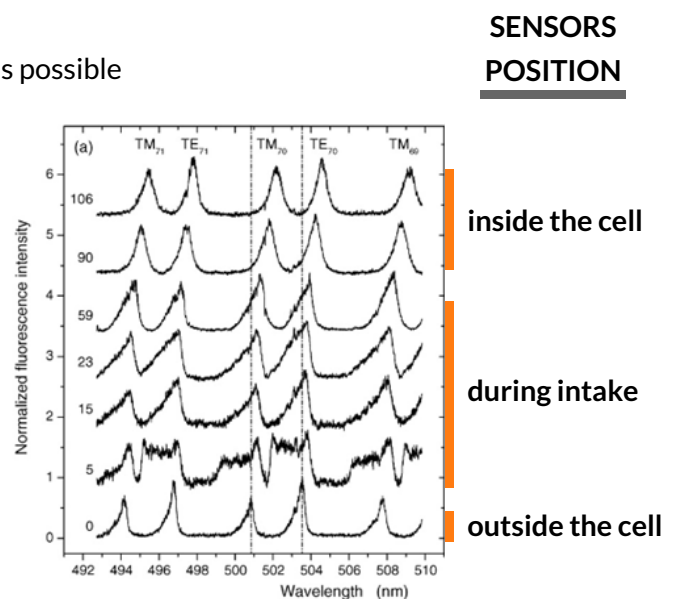 SENSORS
POSITION
s possible
(a)
TM71 TE71 TM70 TE70 TM69
6
106
inside the cell
5
90
4
59
3
23
during intake
2
15
1
5
0
0
outside the cell
Normalized fluorescence intensity
492 494 496 498 500 502 504 506 508 510
Wavelength (nm)